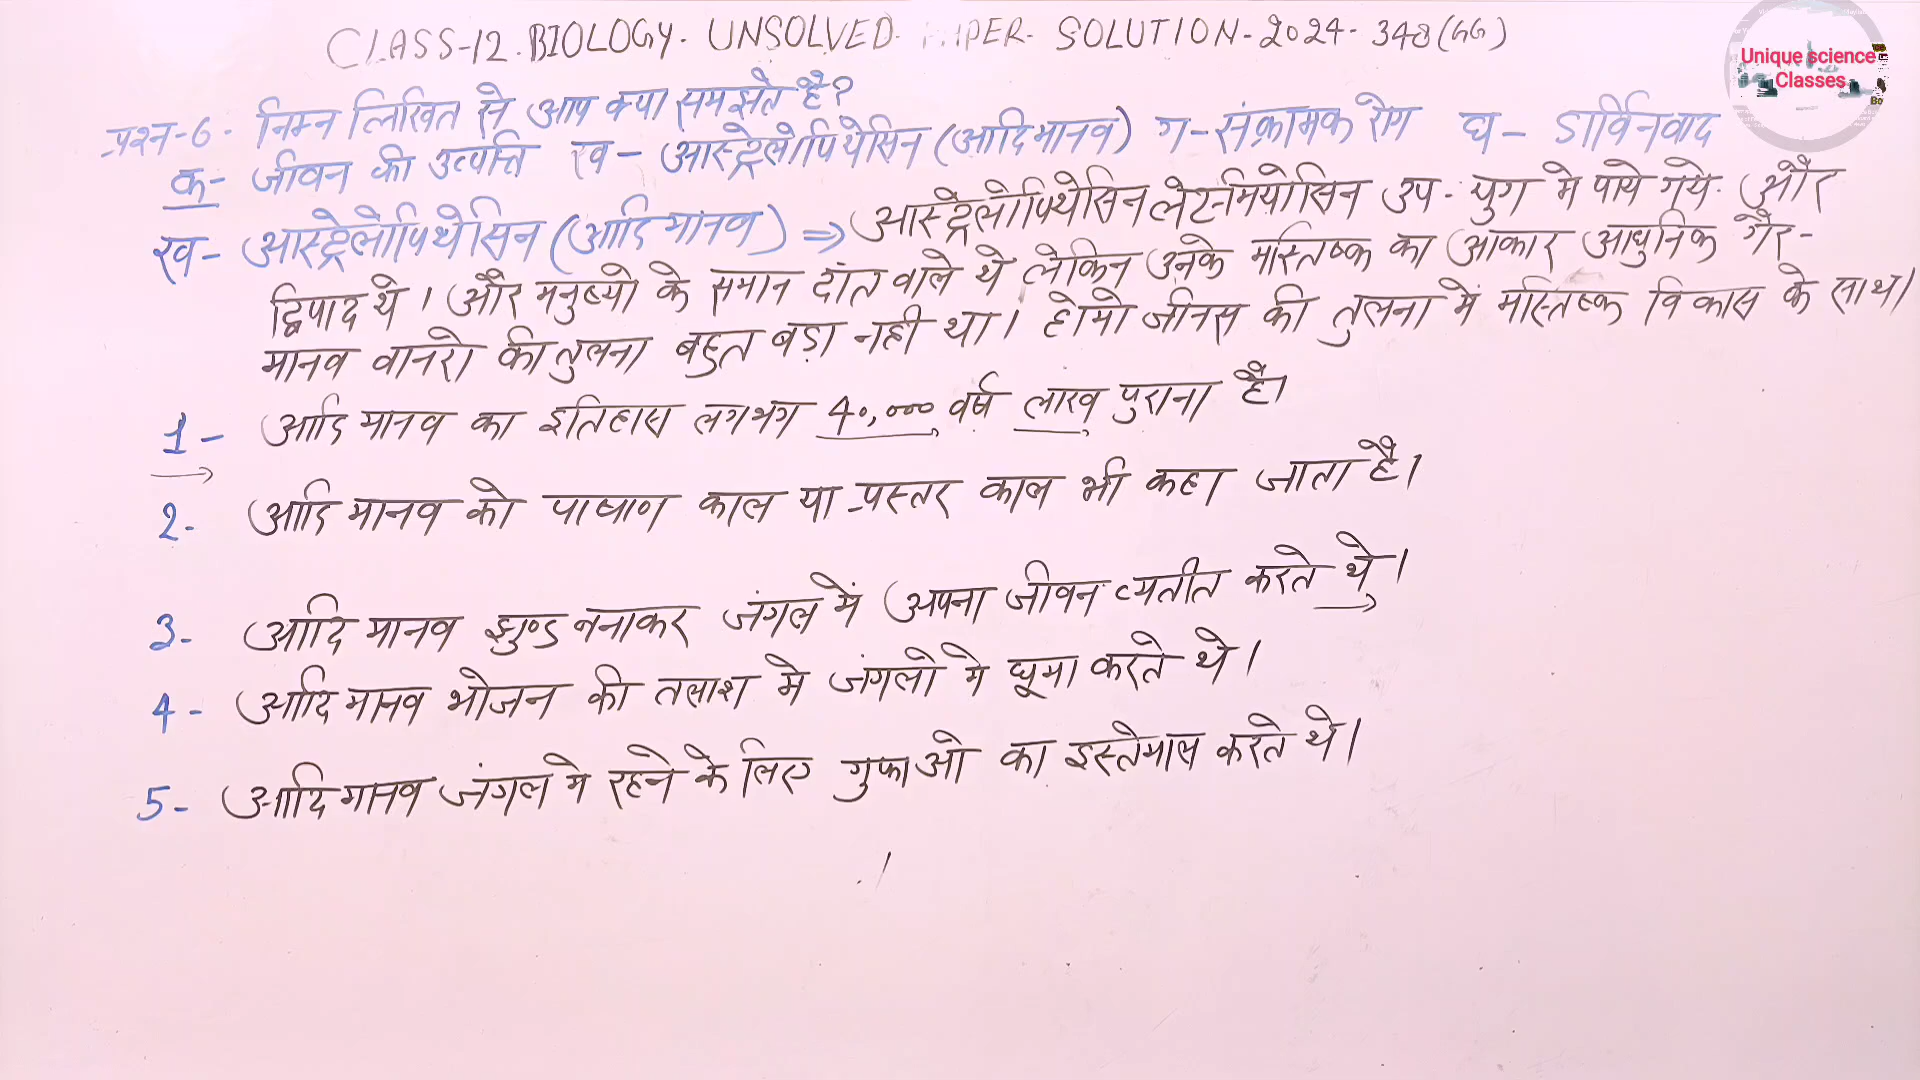 CLASS-12. BIOLOGY. UNSOLVED. PAPER. SOLUTION-2024-348(GG)
Unique science
Classes
प्रश्न-6. निम्न लिखित से आप क्या समझते है?
क- जीवन की उत्पत्ति ख- आस्ट्रेलोपिथेसिन (आदिमानव) ग-संक्रामक रोग घ- डार्विनवाद
ख- आस्ट्रेलोपिथेसिन (आदि मानव) ⇒ आस्ट्रेलोपिथेसिन लेट-मियोसिन उप-युग मे पाये गये. और
द्विपाद थे। और मनुष्यो के समान दाँत वाले थे लेकिन उनके मस्तिष्क का आकार आधुनिक गैर-
मानव वानरो की तुलना बहुत बड़ा नही था। होमो जीनस की तुलना में मस्तिष्क विकास के साथ।
1- आदि मानव का इतिहास लगभग 40,000 वर्ष लाख पुराना है।
2- आदि मानव को पाषाण काल या प्रस्तर काल भी कहा जाता है।
3- आदि मानव झुण्ड बनाकर जंगल में अपना जीवन व्यतीत करते थे।
4- आदि मानव भोजन की तलाश मे जंगलो मे घूमा करते थे।
5- आदि मानव जंगल मे रहने के लिए गुफाओ का इस्तेमाल करते थे।